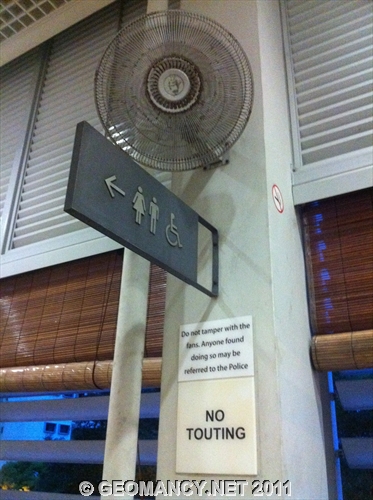 Do not tamper with the
fans. Anyone found
doing so may be
referred to the Police
NO
TOUTING
© GEOMANCY.NET 2011